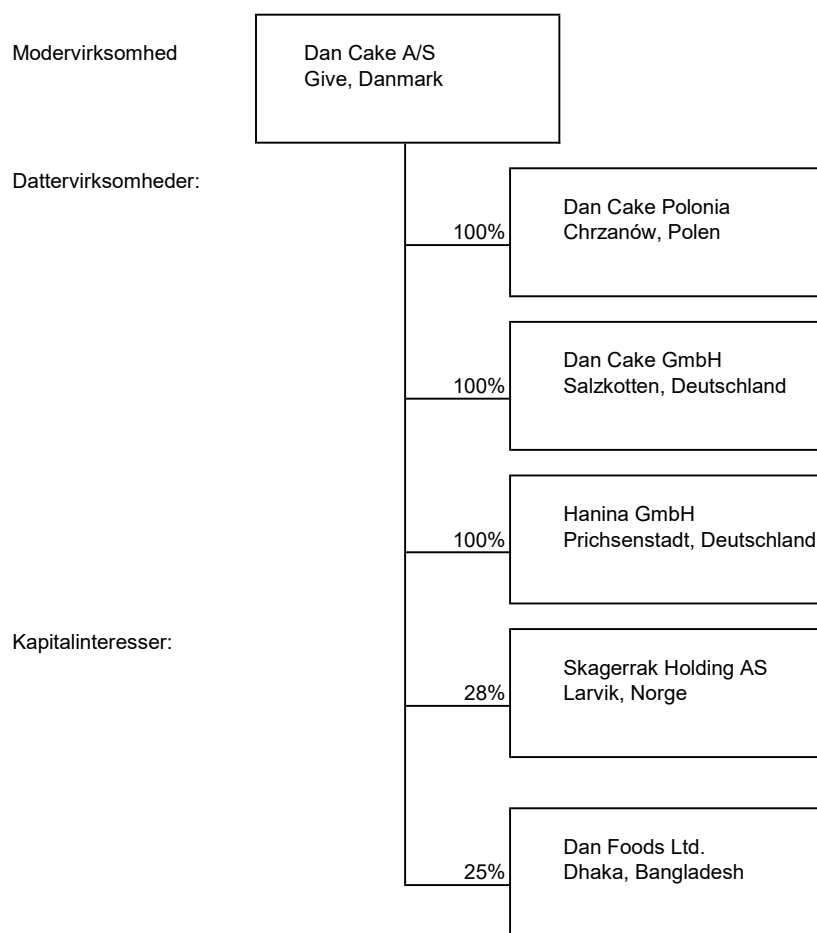 Modervirksomhed
Dan Cake A/S
Give, Danmark
Dattervirksomheder:
Dan Cake Polonia
Chrzanów, Polen
100%
Dan Cake GmbH
Salzkotten, Deutschland
100%
Hanina GmbH
Prichsenstadt, Deutschland
100%
Kapitalinteresser:
Skagerrak Holding AS
Larvik, Norge
28%
Dan Foods Ltd.
Dhaka, Bangladesh
25%